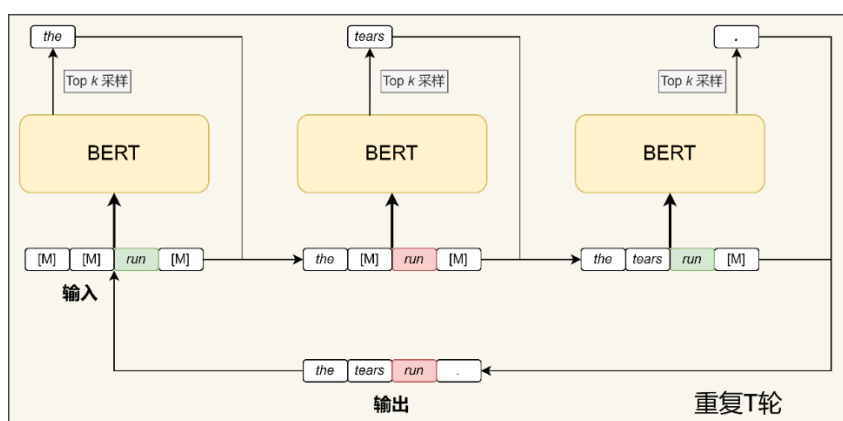 the
tears
.
Top k 采样
Top k 采样
Top k 采样
BERT
BERT
BERT
[M] [M] run [M]
the [M] run [M]
the tears run [M]
输入
the tears run .
输出
重复T轮